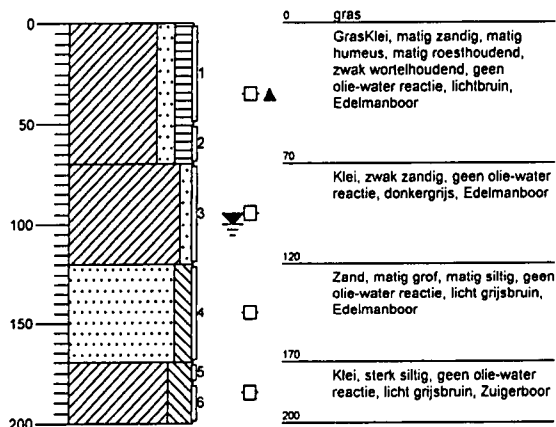 0
50
100
150
200
1
2
3
4
5
6
0 gras
GrasKlei, matig zandig, matig
humeus, matig roesthoudend,
zwak wortelhoudend, geen
olie-water reactie, lichtbruin,
Edelmanboor
70
Klei, zwak zandig, geen olie-water
reactie, donkergrijs, Edelmanboor
120
Zand, matig grof, matig siltig, geen
olie-water reactie, licht grijsbruin,
Edelmanboor
170
Klei, sterk siltig, geen olie-water
reactie, licht grijsbruin, Zuigerboor
200